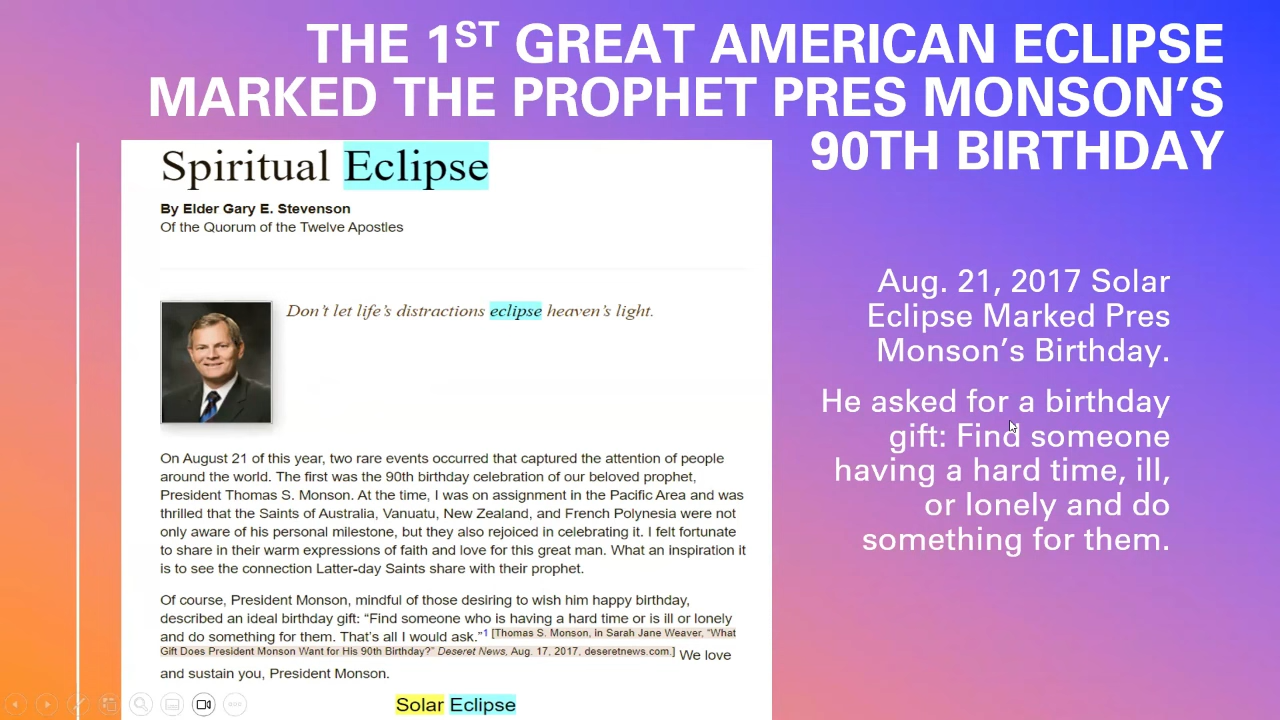 THE 1ST GREAT AMERICAN ECLIPSE
MARKED THE PROPHET PRES MONSON’S
90TH BIRTHDAY
Spiritual Eclipse
By Elder Gary E. Stevenson
Of the Quorum of the Twelve Apostles
Don’t let life’s distractions eclipse heaven’s light.
On August 21 of this year, two rare events occurred that captured the attention of people
around the world. The first was the 90th birthday celebration of our beloved prophet,
President Thomas S. Monson. At the time, I was on assignment in the Pacific Area and was
thrilled that the Saints of Australia, Vanuatu, New Zealand, and French Polynesia were not
only aware of his personal milestone, but they also rejoiced in celebrating it. I felt fortunate
to share in their warm expressions of faith and love for this great man. What an inspiration it
is to see the connection Latter-day Saints share with their prophet.
Of course, President Monson, mindful of those desiring to wish him happy birthday,
described an ideal birthday gift: “Find someone who is having a hard time or is ill or lonely
and do something for them. That’s all I would ask.”1 [Thomas S. Monson, in Sarah Jane Weaver, “What
Gift Does President Monson Want for His 90th Birthday?” Deseret News, Aug. 17, 2017, deseretnews.com.] We love
and sustain you, President Monson.
Solar Eclipse
Aug. 21, 2017 Solar
Eclipse Marked Pres
Monson’s Birthday.
He asked for a birthday
gift: Find someone
having a hard time, ill,
or lonely and do
something for them.